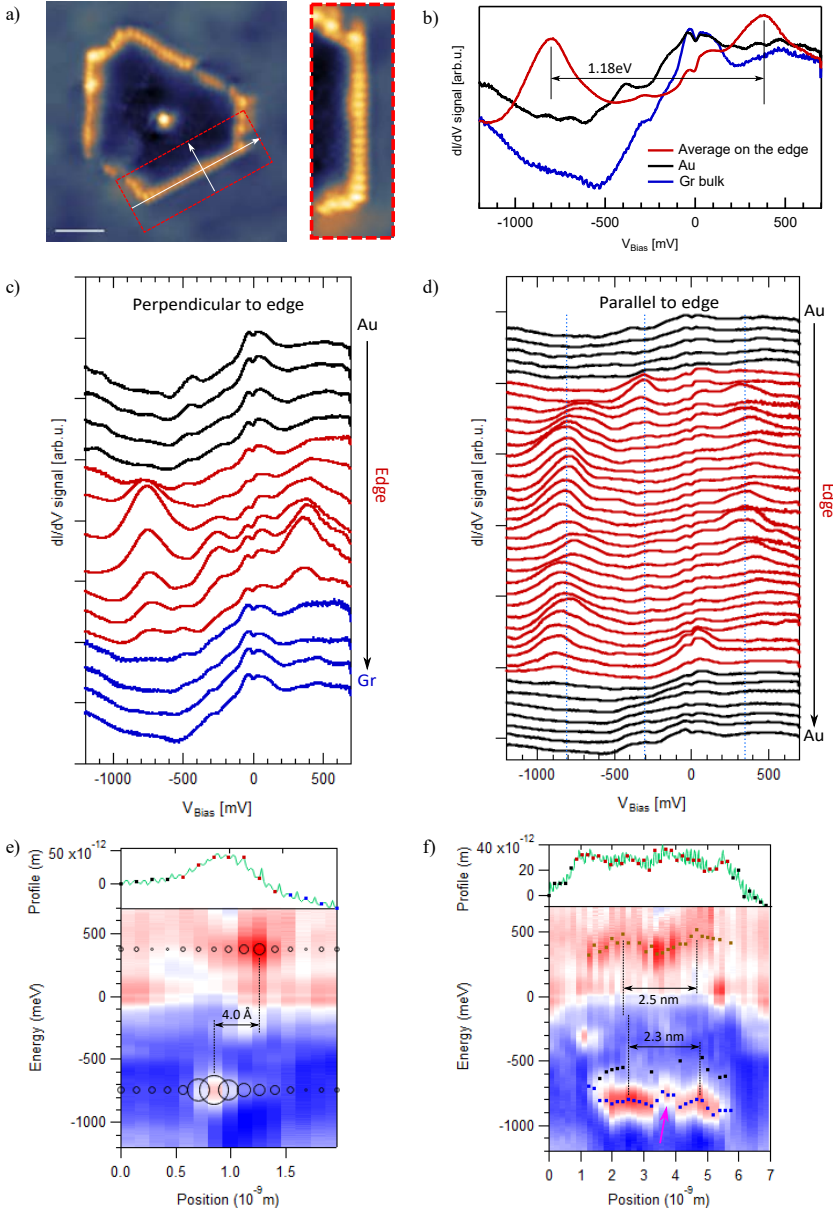 a)
b)
dI/dV signal [arb.u.]
1.18eV
Average on the edge
Au
Gr bulk
-1000 -500 0 500
VBias [mV]
c)
Perpendicular to edge
Au
Edge
Gr
dI/dV signal [arb.u.]
-1000 -500 0 500
VBias [mV]
d)
Parallel to edge
Au
Edge
Au
dI/dV signal [arb.u.]
-1000 -500 0 500
VBias [mV]
e)
50 x10-12
0
Profile (m)
500
0
-500
-1000
Energy (meV)
4.0 Å
0.0 0.5 1.0 1.5
Position (10-9 m)
f)
40 x10-12
20
0
Profile (m)
500
0
-500
-1000
Energy (meV)
2.5 nm
2.3 nm
0 1 2 3 4 5 6 7
Position (10-9 m)